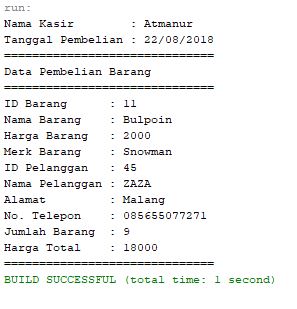 run:
Nama Kasir        : Atmanur
Tanggal Pembelian : 22/08/2018
==============================
Data Pembelian Barang
==============================
ID Barang      : 11
Nama Barang    : Bulpoin
Harga Barang   : 2000
Merk Barang    : Snowman
ID Pelanggan   : 45
Nama Pelanggan : ZAZA
Alamat         : Malang
No. Telepon    : 085655077271
Jumlah Barang  : 9
Harga Total    : 18000
==============================
BUILD SUCCESSFUL (total time: 1 second)